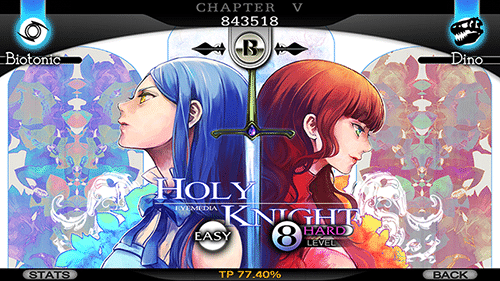 CHAPTER V
843518
B
Biotonic
Dino
HOLY
EYEMEDIA
KNIGHT
EASY
8 HARD
LEVEL
STATS
TP 77.40%
BACK